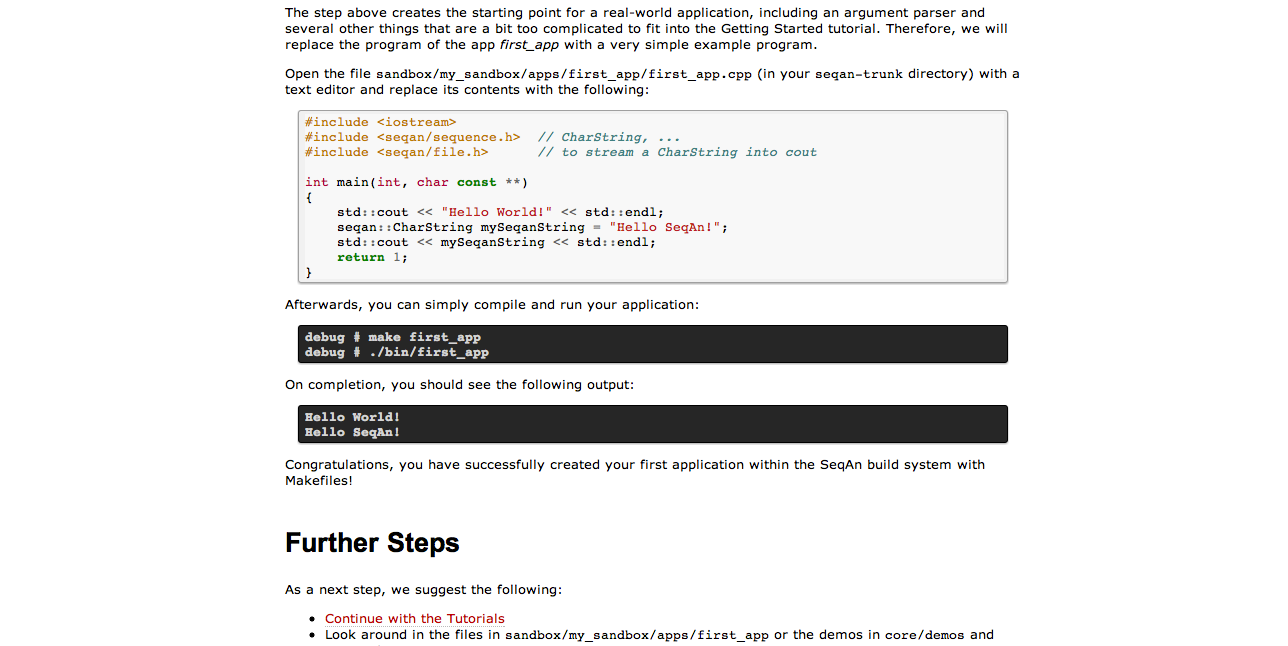 The step above creates the starting point for a real-world application, including an argument parser and
several other things that are a bit too complicated to fit into the Getting Started tutorial. Therefore, we will
replace the program of the app first_app with a very simple example program.
Open the file sandbox/my_sandbox/apps/first_app/first_app.cpp (in your seqan-trunk directory) with a
text editor and replace its contents with the following:
#include <iostream>
#include <seqan/sequence.h>  // CharString, ...
#include <seqan/file.h>      // to stream a CharString into cout
int main(int, char const **)
{
    std::cout << "Hello World!" << std::endl;
    seqan::CharString mySeqanString = "Hello SeqAn!";
    std::cout << mySeqanString << std::endl;
    return 1;
}
Afterwards, you can simply compile and run your application:
debug # make first_app
debug # ./bin/first_app
On completion, you should see the following output:
Hello World!
Hello SeqAn!
Congratulations, you have successfully created your first application within the SeqAn build system with
Makefiles!
Further Steps
As a next step, we suggest the following:
• Continue with the Tutorials
• Look around in the files in sandbox/my_sandbox/apps/first_app or the demos in core/demos and